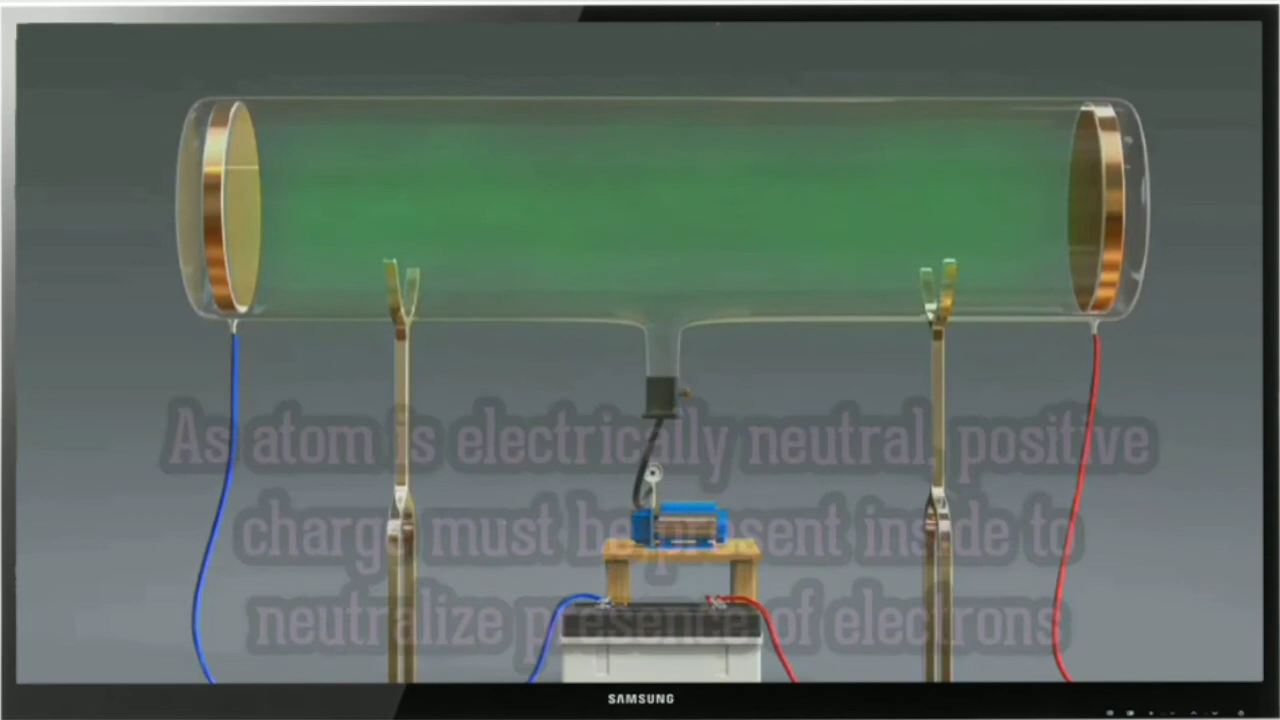 As atom is electrically neutral, positive
charge must be present inside to
neutralize presence of electrons
SAMSUNG